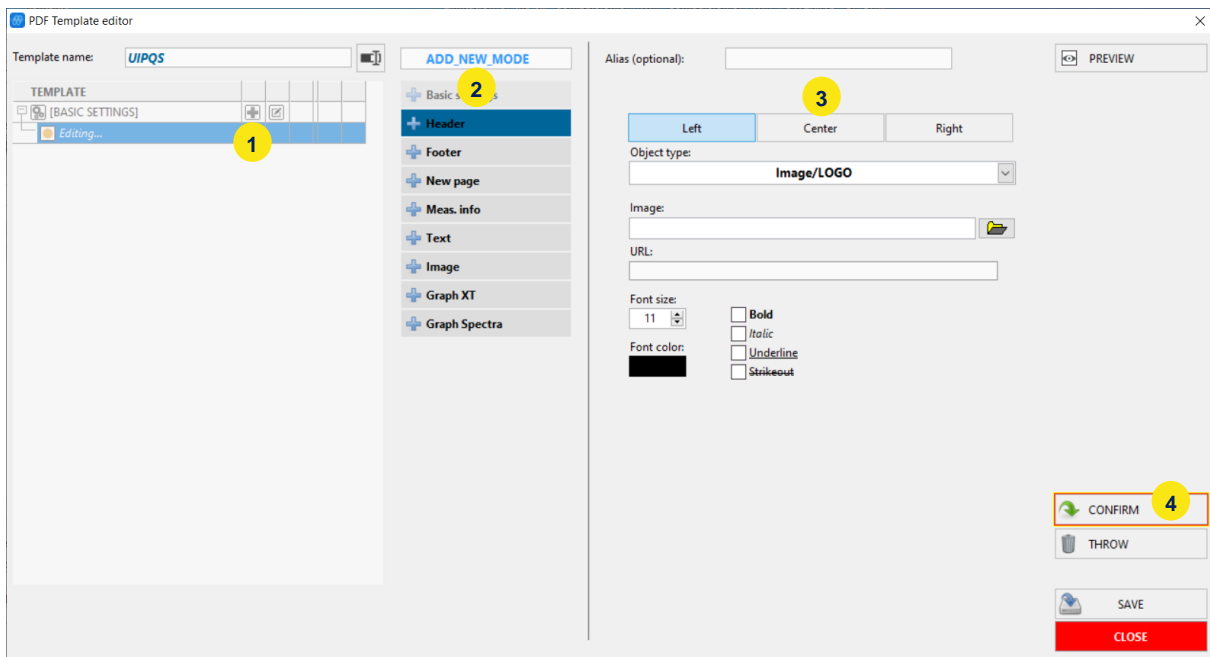 PDF Template editor
Template name:
UIPQS
TEMPLATE
[BASIC SETTINGS]
Editing...
1
ADD_NEW_MODE
2
Basic s s
Header
Footer
New page
Meas. info
Text
Image
Graph XT
Graph Spectra
Alias (optional):
3
Left Center Right
Object type:
Image/LOGO
Image:
URL:
Font size:
11
Font color:
Bold
Italic
Underline
Strikeout
PREVIEW
CONFIRM
4
THROW
SAVE
CLOSE